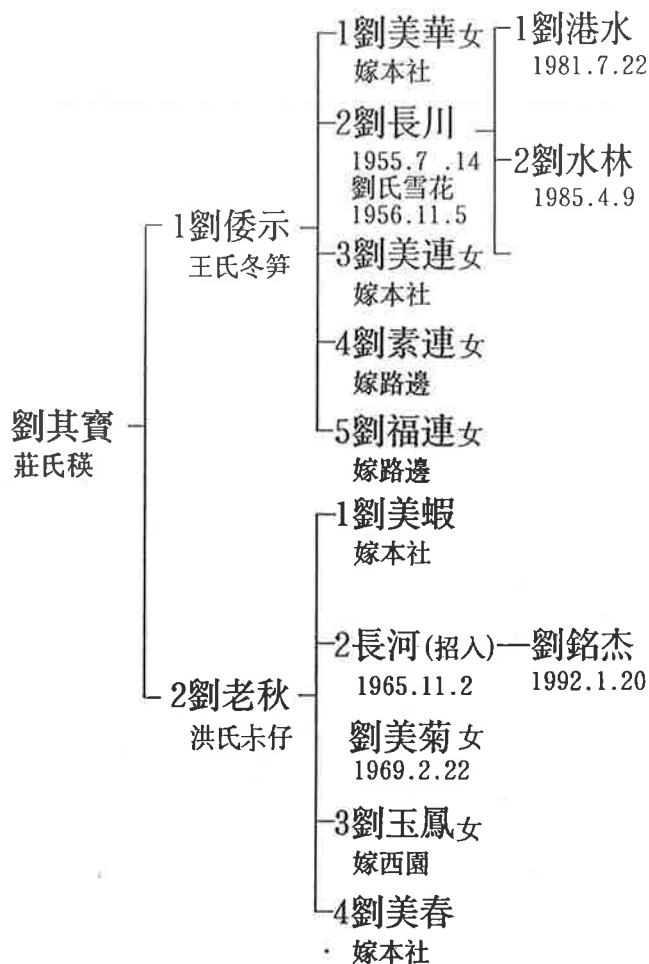 1劉美華女
嫁本社
1劉港水
1981.7.22
2劉長川
1955.7 .14
劉氏雪花
1956.11.5
2劉水林
1985.4.9
1劉倭示
王氏冬笋
3劉美連女
嫁本社
4劉素連女
嫁路邊
劉其寶
莊氏䅘
5劉福連女
嫁路邊
1劉美蝦
嫁本社
2長河(招入)
1965.11.2
劉銘杰
1992.1.20
2劉老秋
洪氏尗仔
劉美菊女
1969.2.22
3劉玉鳳女
嫁西園
4劉美春
嫁本社